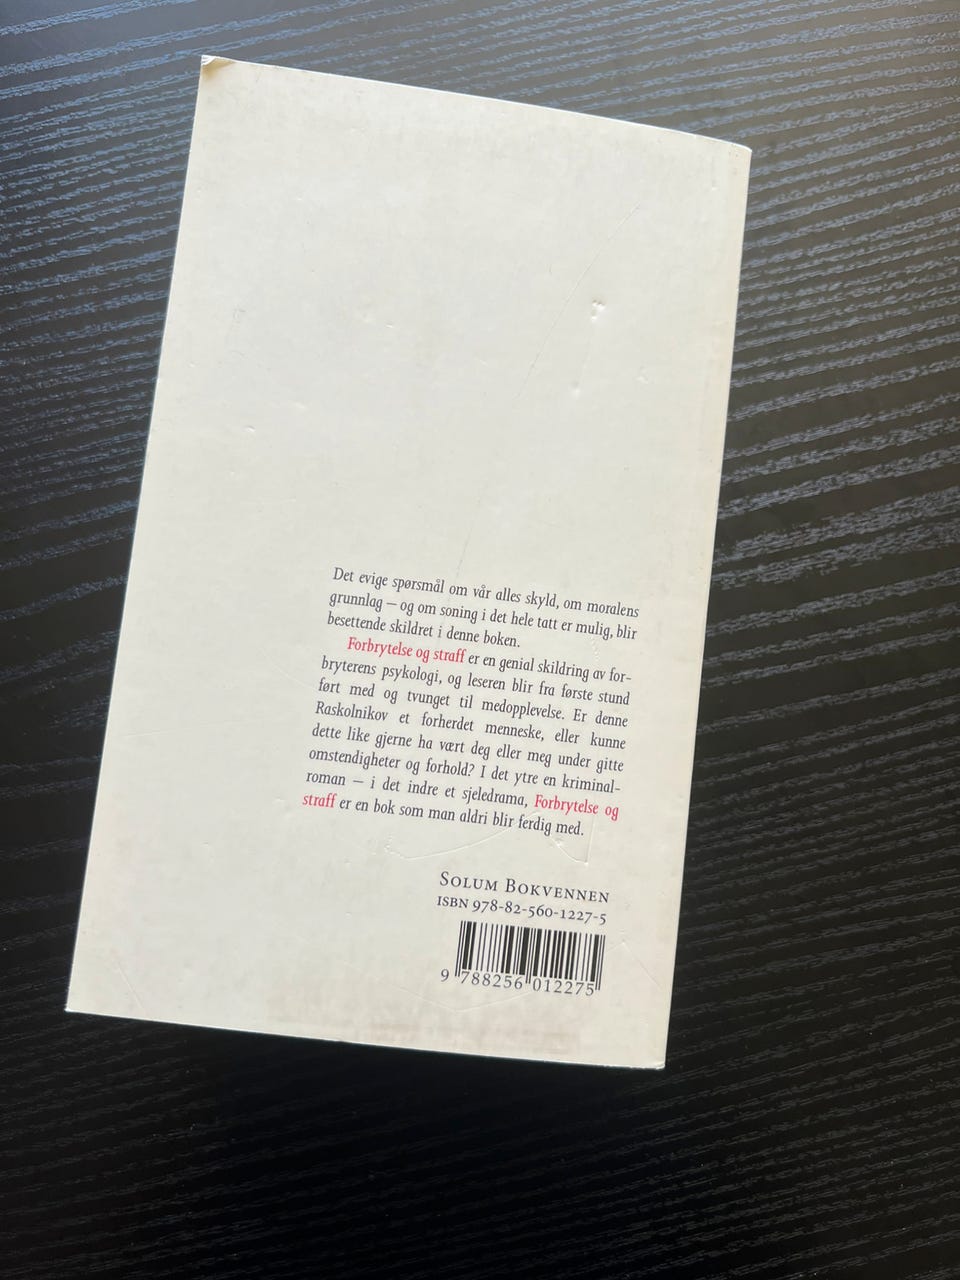 Det evige spørsmål om vår alles skyld, om moralens
grunnlag – og om soning i det hele tatt er mulig, blir
besettende skildret i denne boken.
Forbrytelse og straff er en genial skildring av for-
bryterens psykologi, og leseren blir fra første stund
ført med og tvunget til medopplevelse. Er denne
Raskolnikov et forherdet menneske, eller kunne
dette like gjerne ha vært deg eller meg under gitte
omstendigheter og forhold? I det ytre en kriminal-
roman – i det indre et sjeledrama, Forbrytelse og
straff er en bok som man aldri blir ferdig med.
SOLUM BOKVENNEN
ISBN 978-82-560-1227-5
9 788256 012275